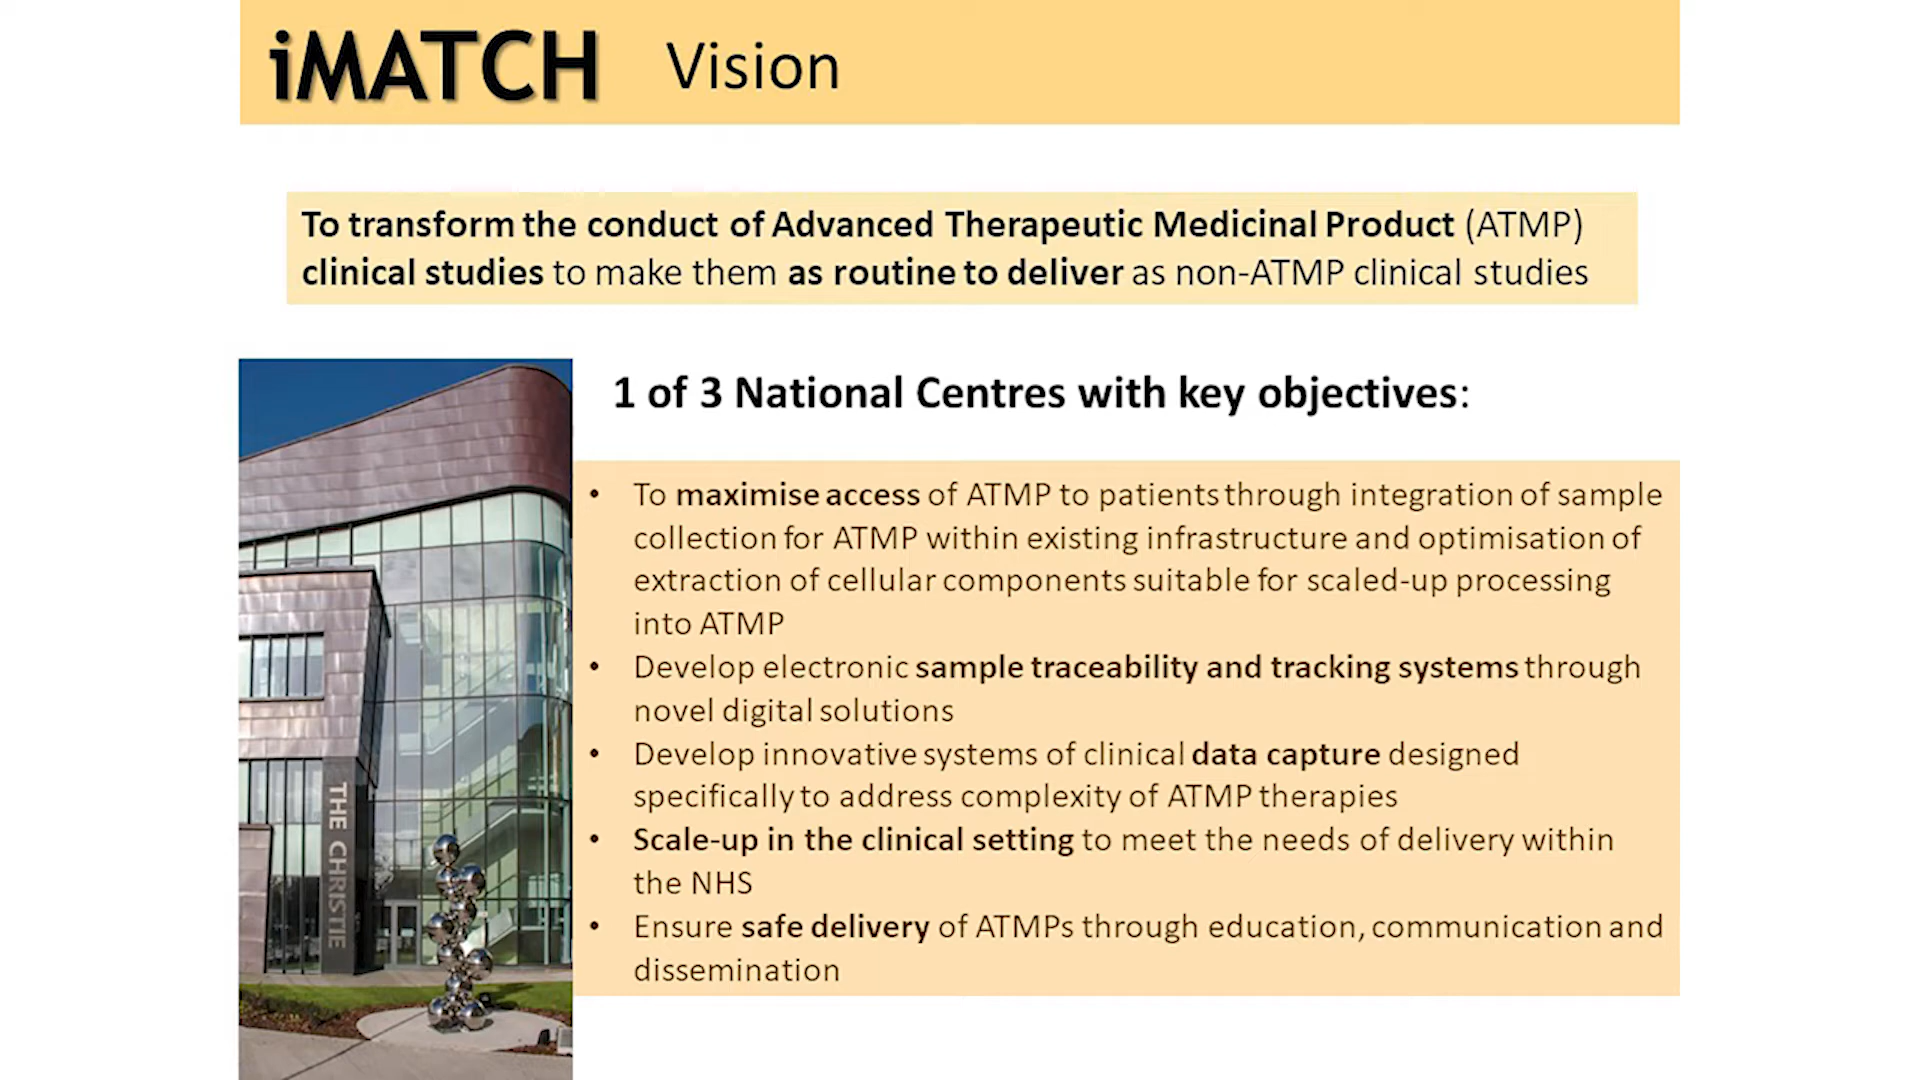 iMATCH Vision
To transform the conduct of Advanced Therapeutic Medicinal Product (ATMP)
clinical studies to make them as routine to deliver as non-ATMP clinical studies
1 of 3 National Centres with key objectives:
• To maximise access of ATMP to patients through integration of sample
collection for ATMP within existing infrastructure and optimisation of
extraction of cellular components suitable for scaled-up processing
into ATMP
• Develop electronic sample traceability and tracking systems through
novel digital solutions
• Develop innovative systems of clinical data capture designed
specifically to address complexity of ATMP therapies
• Scale-up in the clinical setting to meet the needs of delivery within
the NHS
• Ensure safe delivery of ATMPs through education, communication and
dissemination
THE CHRISTIE